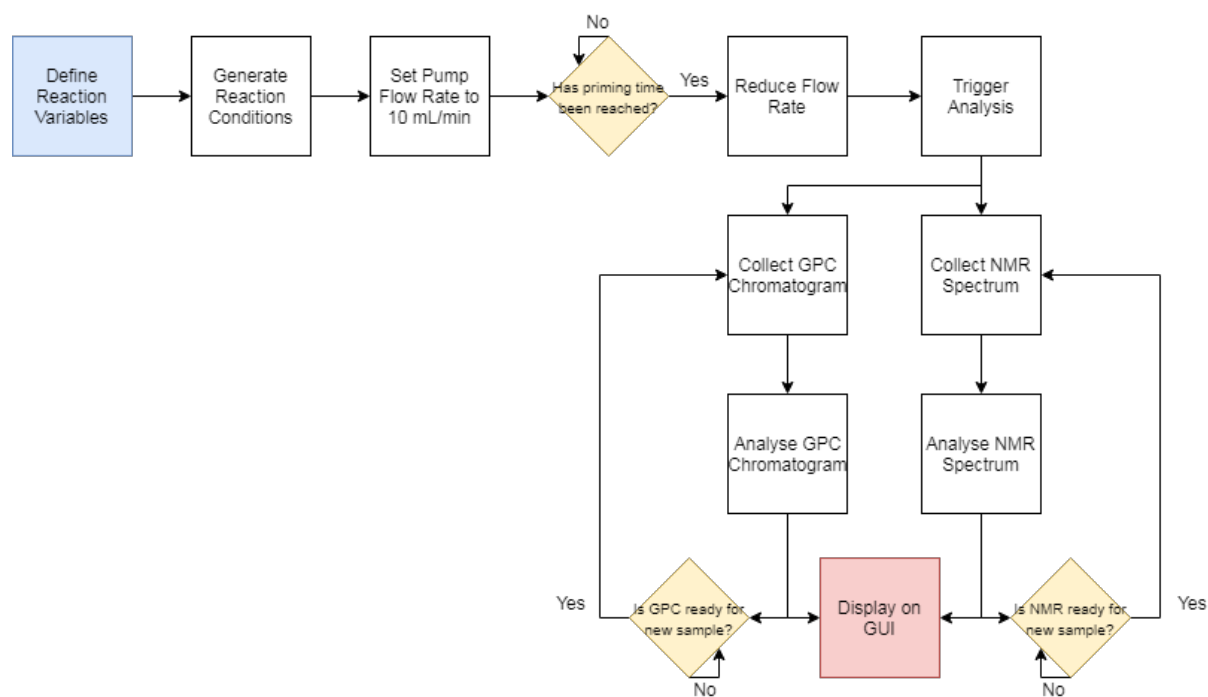 No
Define
Reaction
Variables
Generate
Reaction
Conditions
Set Pump
Flow Rate to
10 mL/min
Has priming time
been reached?
Yes
Reduce Flow
Rate
Trigger
Analysis
Collect GPC
Chromatogram
Collect NMR
Spectrum
Analyse GPC
Chromatogram
Analyse NMR
Spectrum
Yes
Is GPC ready for
new sample?
No
Display on
GUI
Is NMR ready for
new sample?
No
Yes